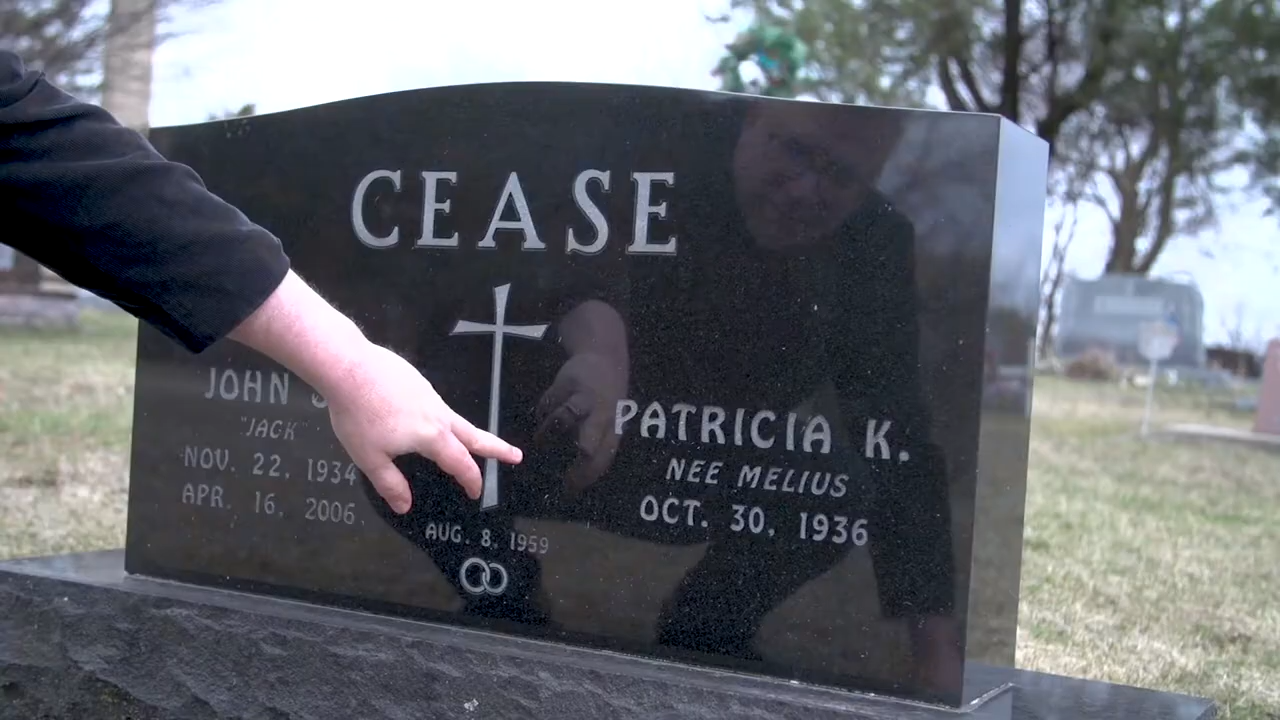 CEASE
JOHN
"JACK"
NOV. 22, 1934
APR. 16, 2006
PATRICIA K.
NEE MELIUS
OCT. 30, 1936
AUG. 8, 1959